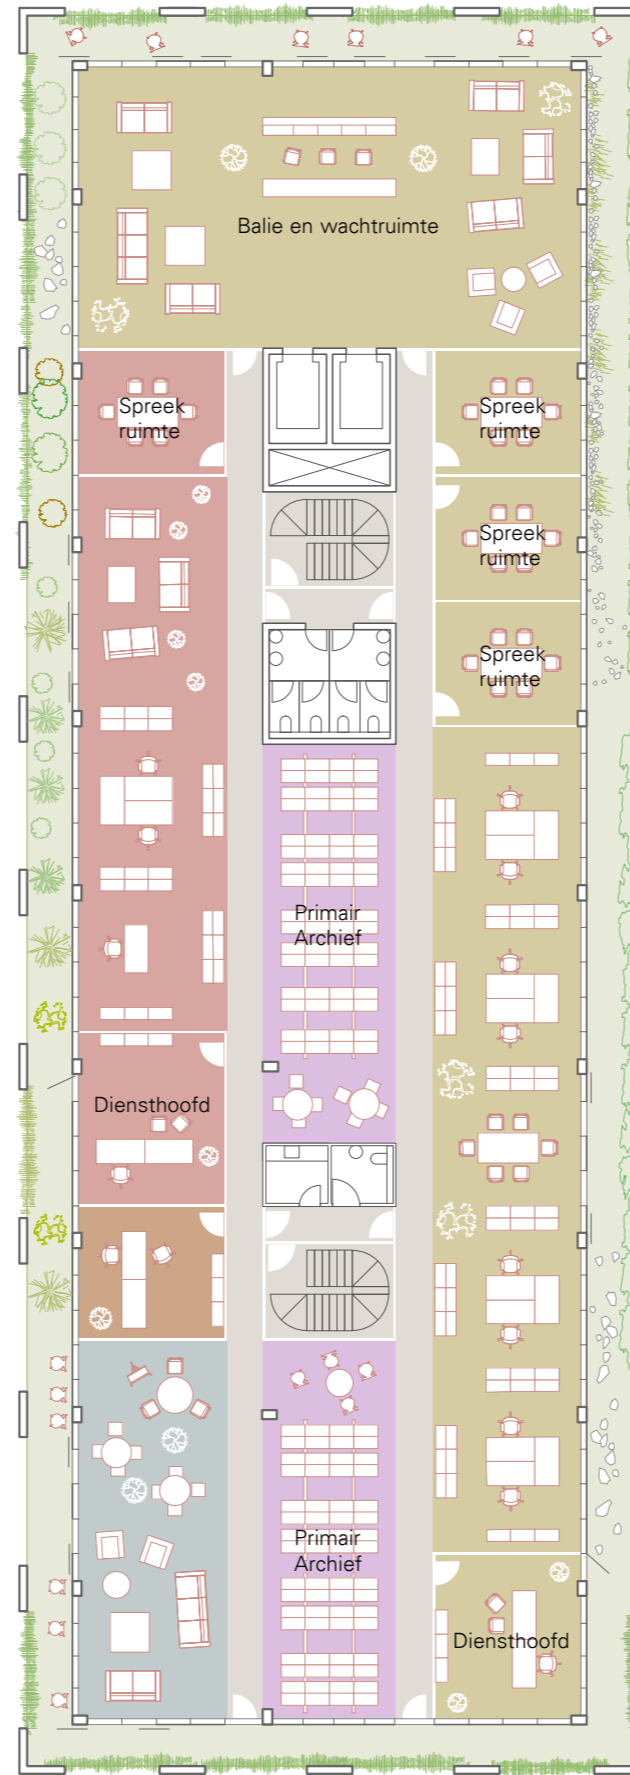 Balie en wachtruimte
Spreek
ruimte
Spreek
ruimte
Spreek
ruimte
Spreek
ruimte
Primair
Archief
Diensthoofd
Primair
Archief
Diensthoofd